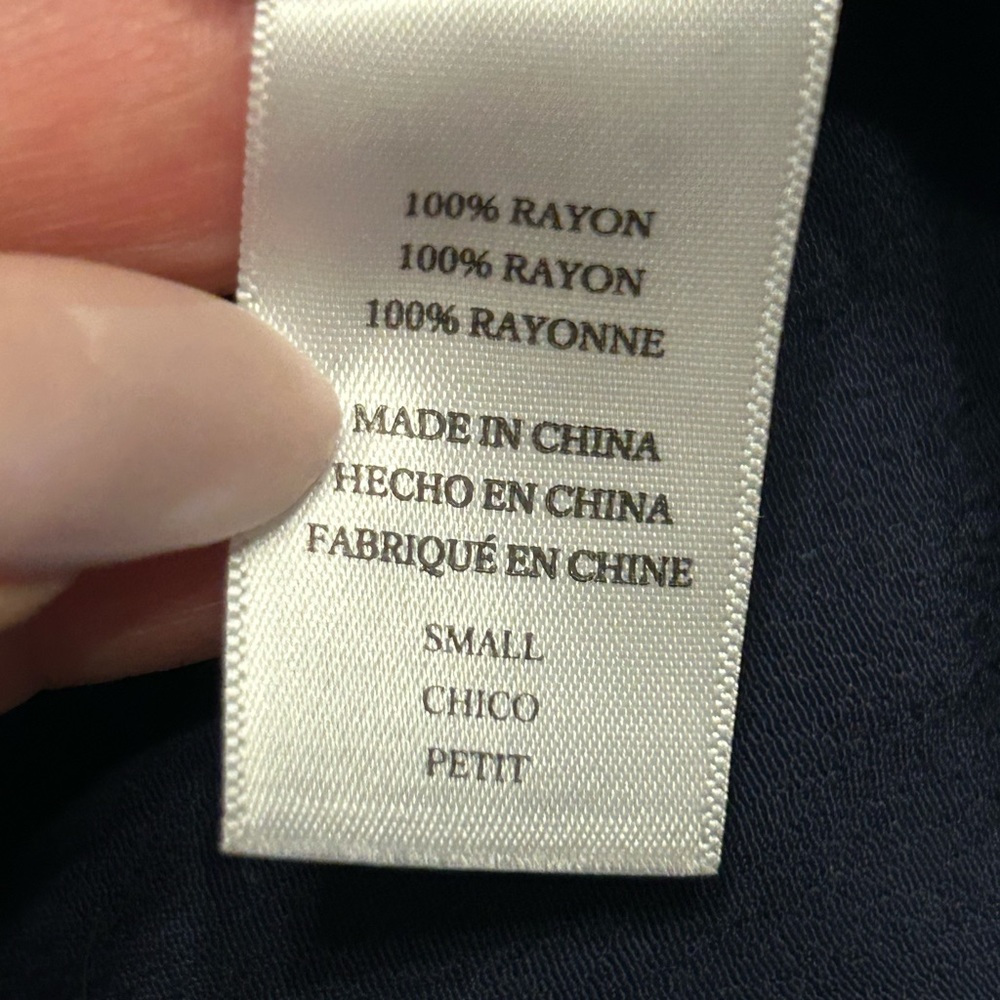 100% RAYON
100% RAYON
100% RAYONNE
MADE IN CHINA
HECHO EN CHINA
FABRIQUÉ EN CHINE
SMALL
CHICO
PETIT